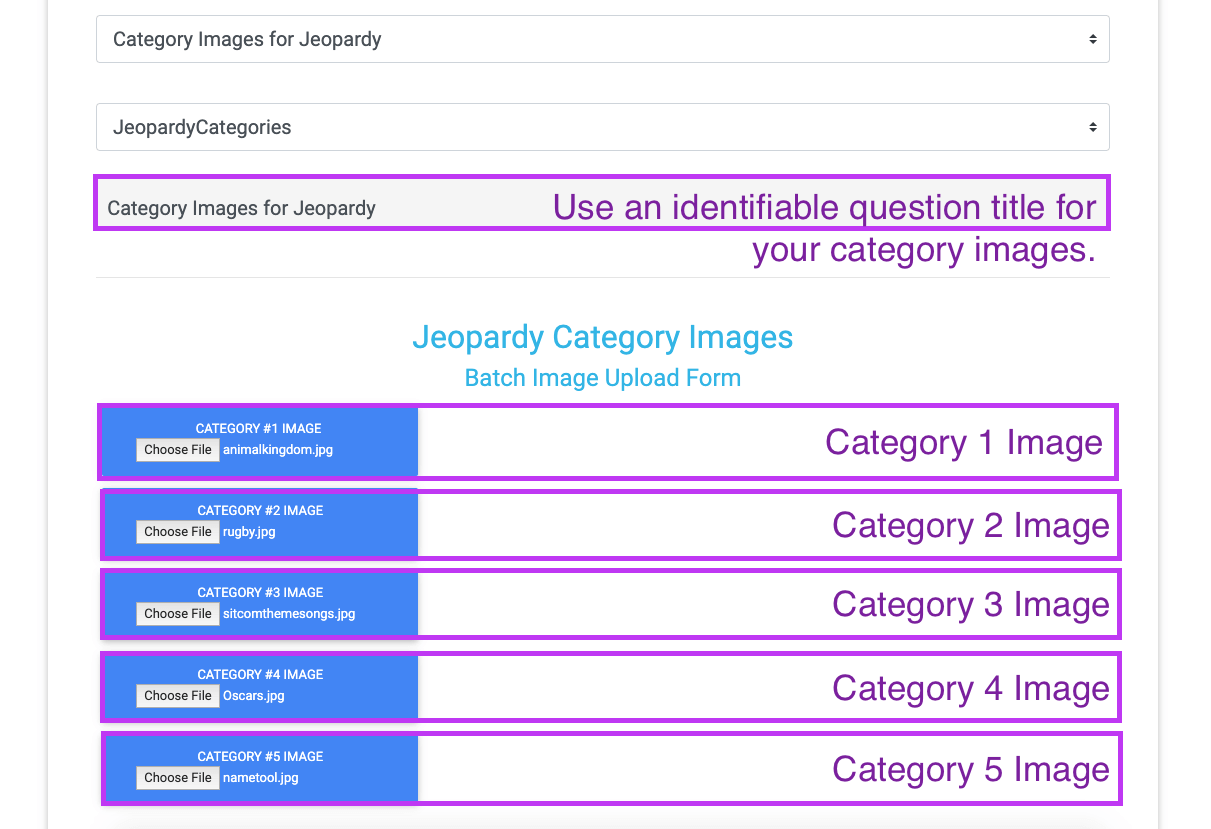 Category Images for Jeopardy
JeopardyCategories
Category Images for Jeopardy
Use an identifiable question title for
your category images.
Jeopardy Category Images
Batch Image Upload Form
CATEGORY #1 IMAGE
Choose File animalkingdom.jpg
Category 1 Image
CATEGORY #2 IMAGE
Choose File rugby.jpg
Category 2 Image
CATEGORY #3 IMAGE
Choose File sitcomthemesongs.jpg
Category 3 Image
CATEGORY #4 IMAGE
Choose File Oscars.jpg
Category 4 Image
CATEGORY #5 IMAGE
Choose File nametool.jpg
Category 5 Image